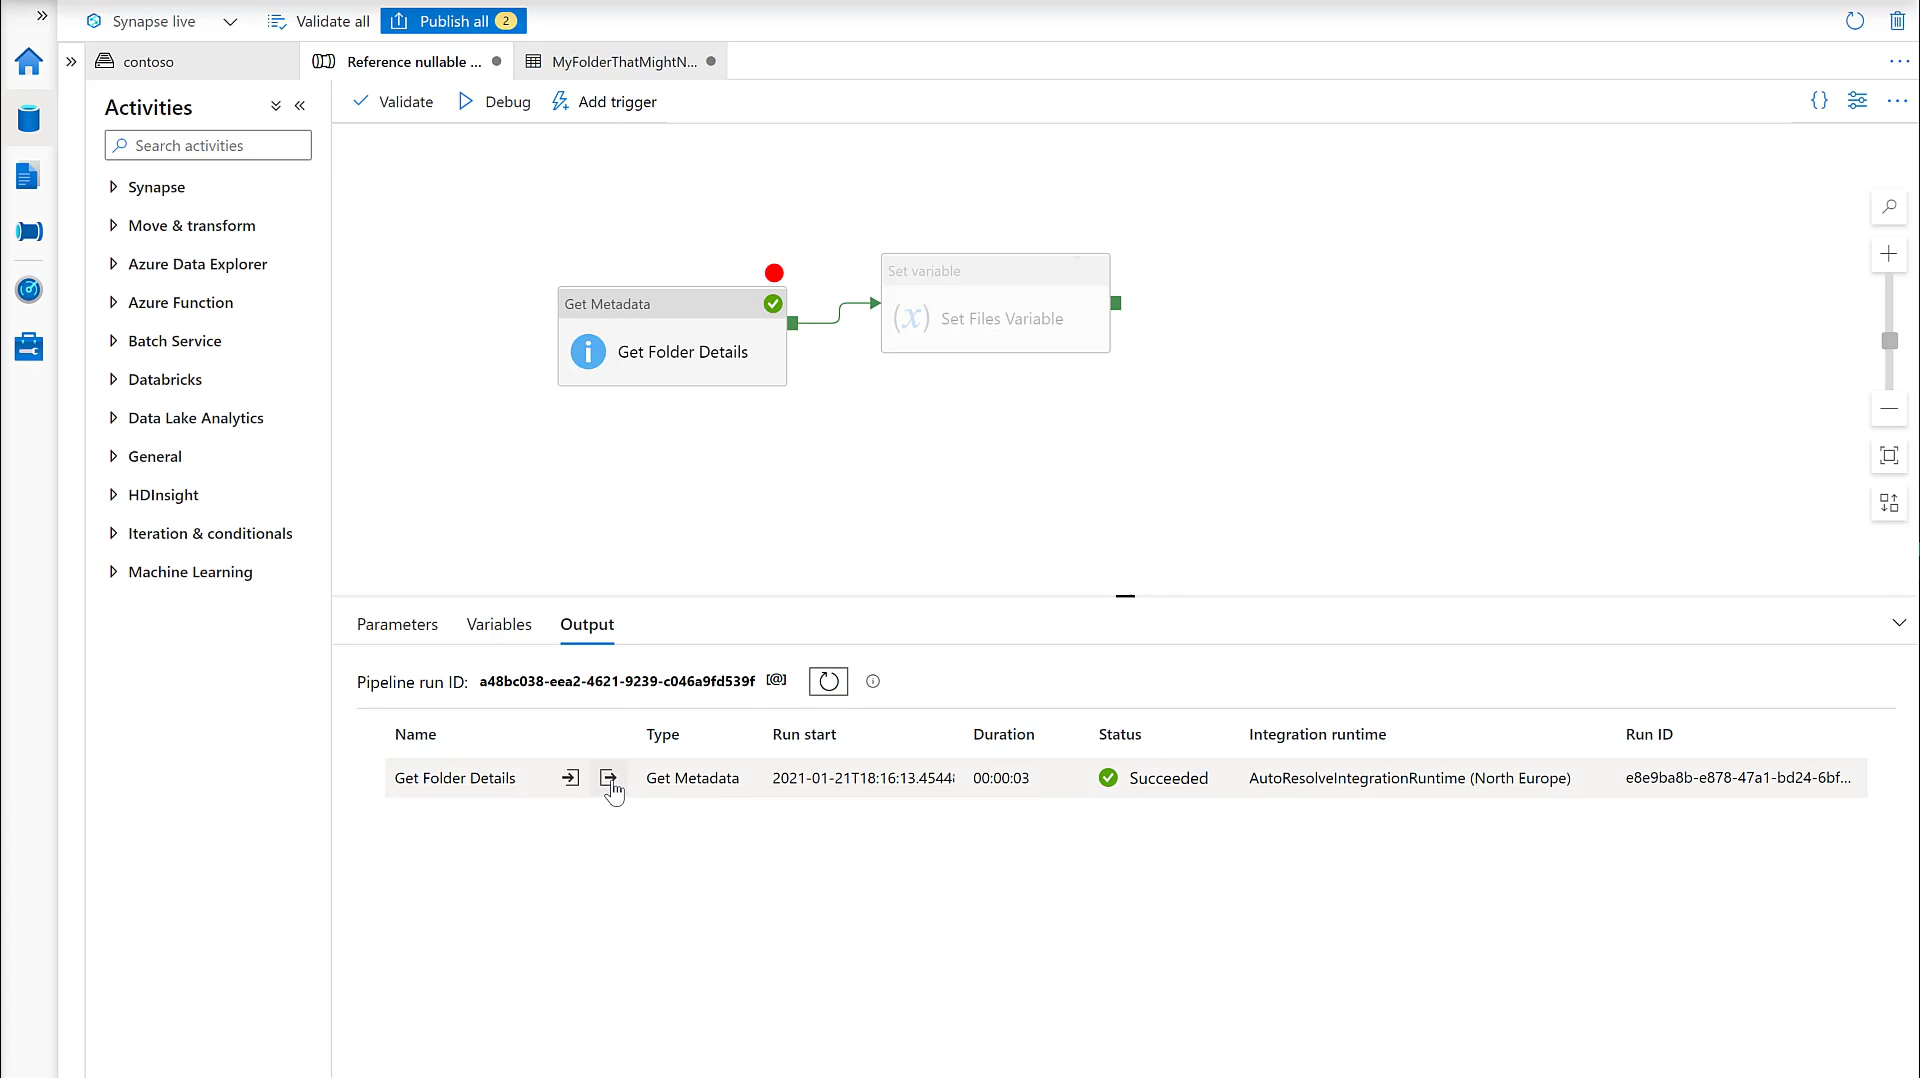 Synapse live
Validate all
Publish all 2
contoso
Reference nullable ...
MyFolderThatMightN...
Activities
Validate
Debug
Add trigger
Search activities
Synapse
Move & transform
Azure Data Explorer
Azure Function
Batch Service
Databricks
Data Lake Analytics
General
HDInsight
Iteration & conditionals
Machine Learning
Get Metadata
Get Folder Details
Set variable
(x) Set Files Variable
Parameters Variables Output
Pipeline run ID: a48bc038-eea2-4621-9239-c046a9fd539f [@]
Name Type Run start Duration Status Integration runtime Run ID
Get Folder Details Get Metadata 2021-01-21T18:16:13.4544 00:00:03 Succeeded AutoResolveIntegrationRuntime (North Europe) e8e9ba8b-e878-47a1-bd24-6bf...